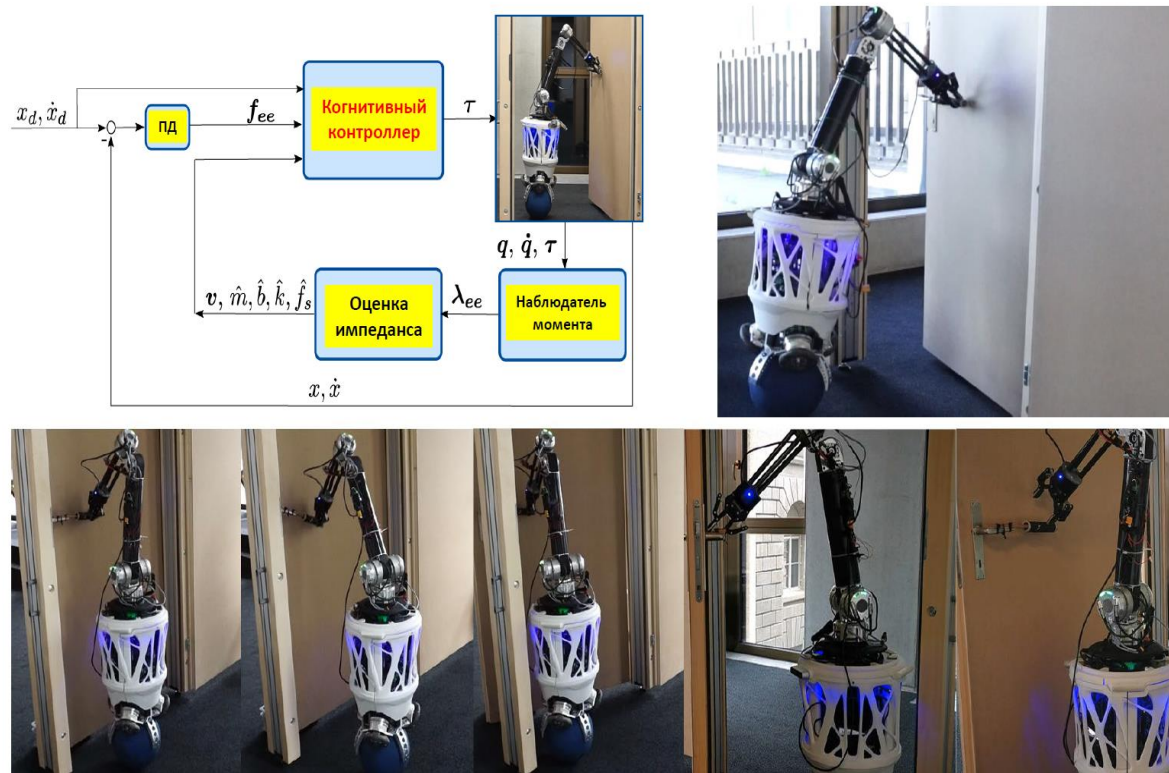 x_d, ẋ_d
-
ПД
f_ee
Когнитивный
контроллер
τ
q, q̇, τ
v, m̂, b̂, k̂, f̂_s
Оценка
импеданса
λ_ee
Наблюдатель
момента
x, ẋ